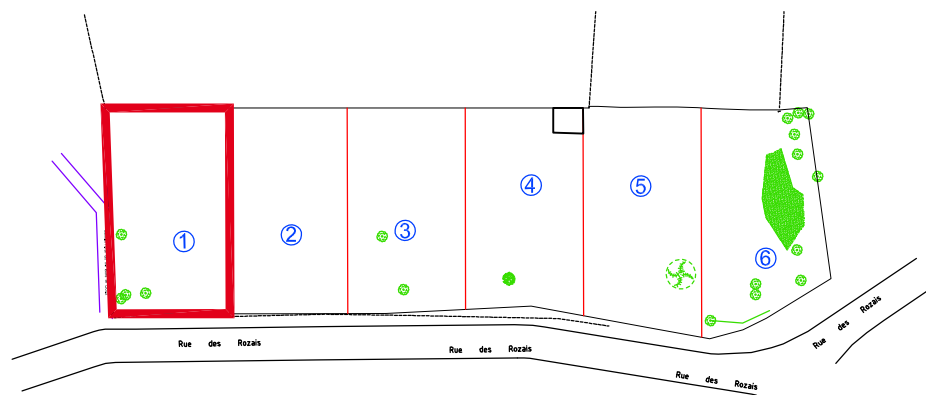 ④
⑤
③
②
①
⑥
Rue des Rozais
Rue des Rozais
Rue des Rozais
Rue des Rozais